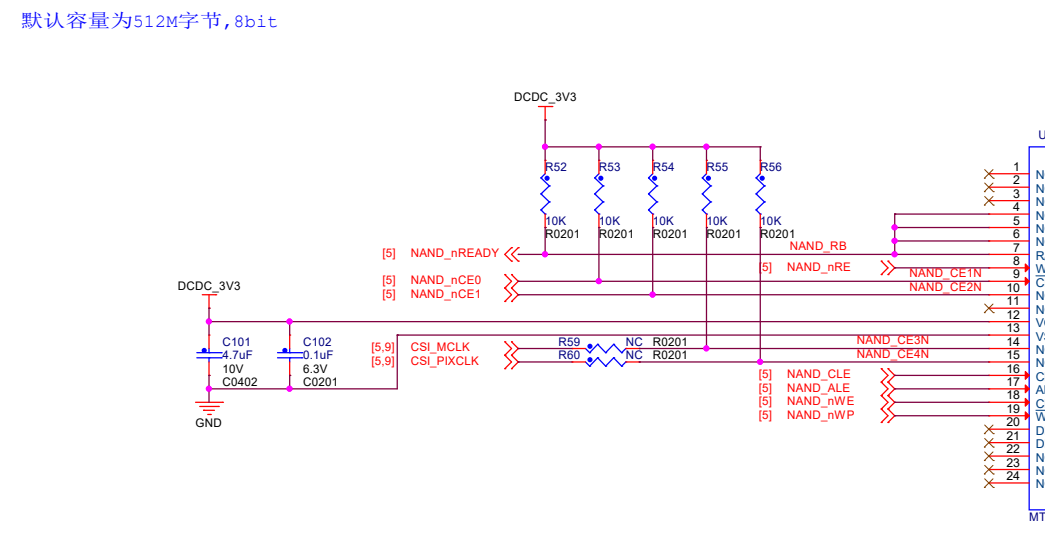 默认容量为512M字节,8bit
DCDC_3V3
U
R52 R53 R54 R55 R56
10K 10K 10K 10K 10K
R0201 R0201 R0201 R0201 R0201
1 N
2 N
3 N
4 N
5 N
6 N
NAND_RB 7 R
[5] NAND_nREADY
5] NAND_nRE 8
[5] NAND_nCE0 NAND_CE1N 9 C
[5] NAND_nCE1 NAND_CE2N 10 N
11 N
DCDC_3V3
12 V
13 V
C101 C102
4.7uF 0.1uF
10V 6.3V
C0402 C0201
GND
[5,9] CSI_MCLK R59 NC R0201 NAND_CE3N 14 N
[5,9] CSI_PIXCLK R60 NC R0201 NAND_CE4N 15 N
[5] NAND_CLE 16 C
[5] NAND_ALE 17 A
[5] NAND_nWE 18 C
[5] NAND_nWP 19 W
20 D
21 D
22 N
23 N
24 N
MT